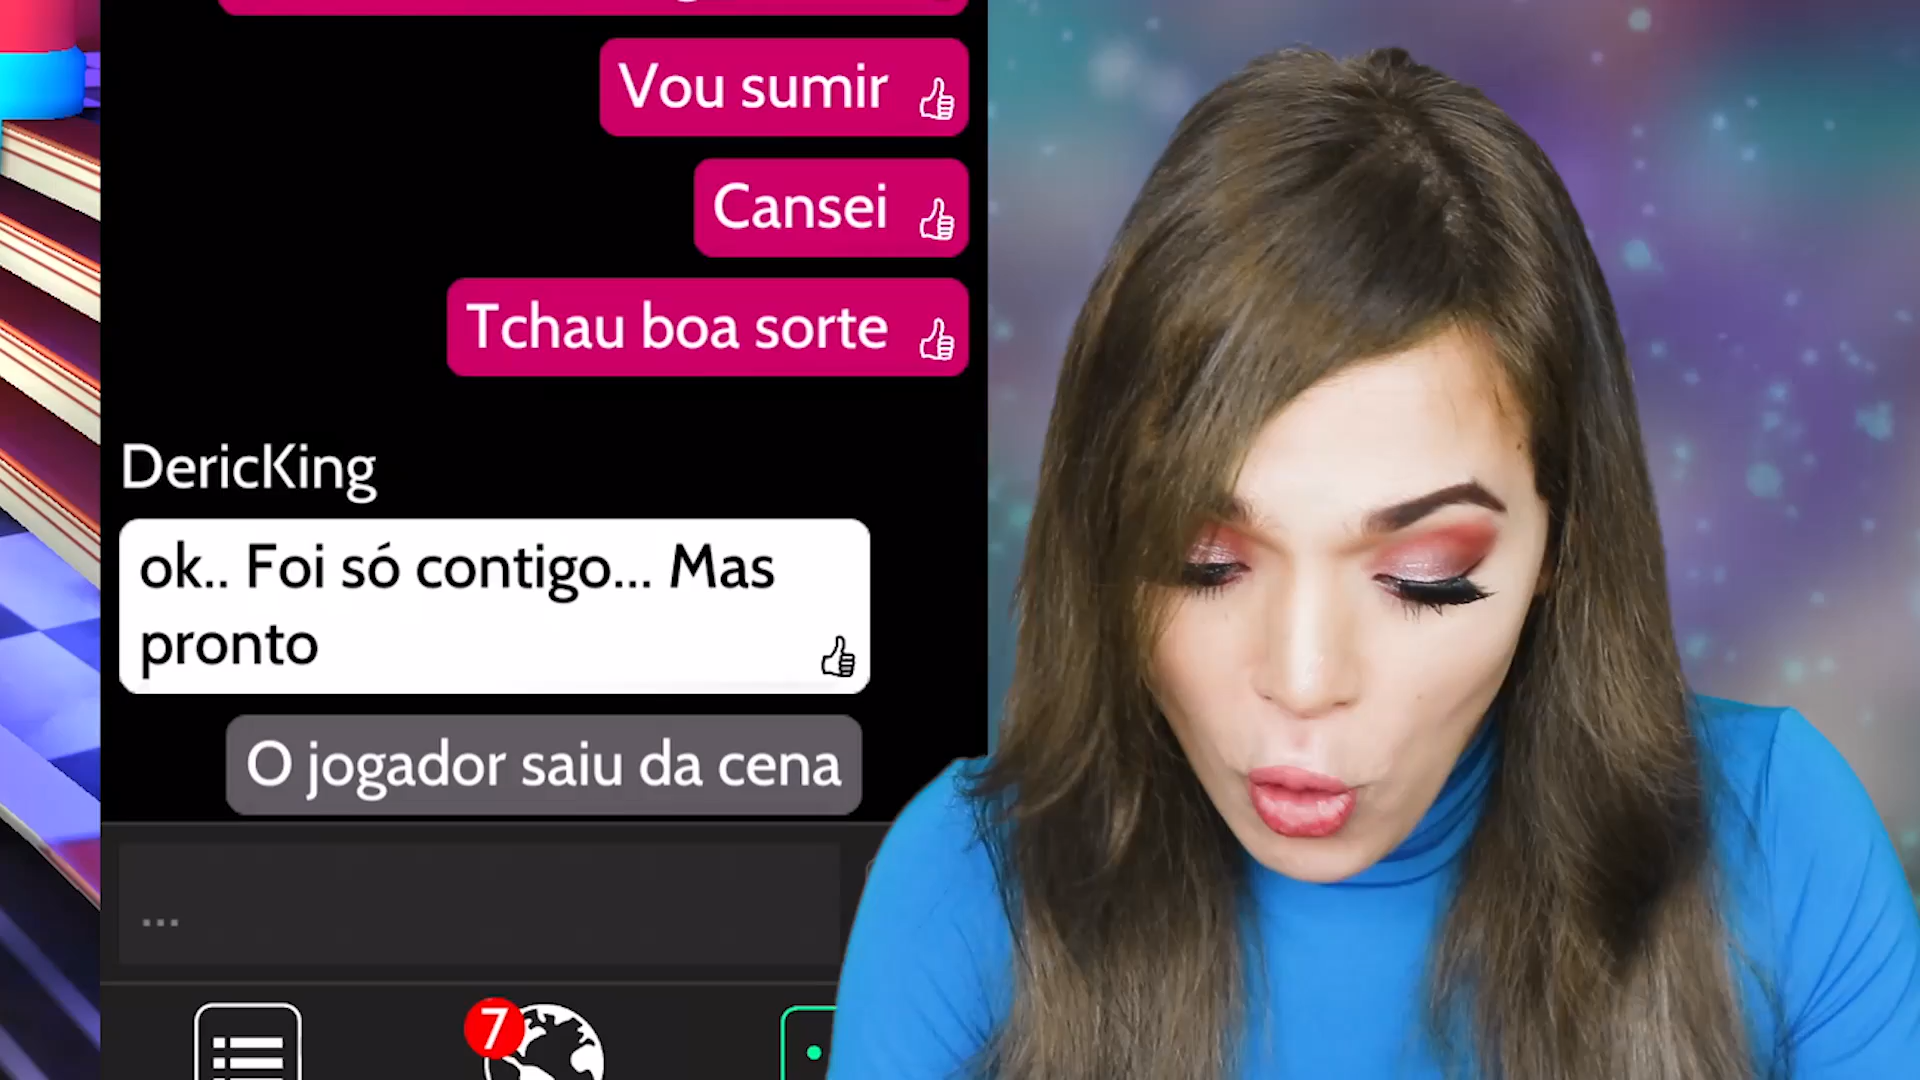 Vou sumir
Cansei
Tchau boa sorte
DericKing
ok.. Foi só contigo... Mas
pronto
O jogador saiu da cena
...
7